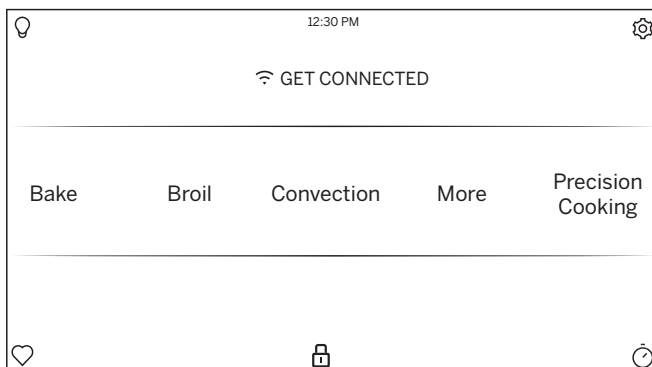 12:30 PM
GET CONNECTED
Bake Broil Convection More Precision Cooking